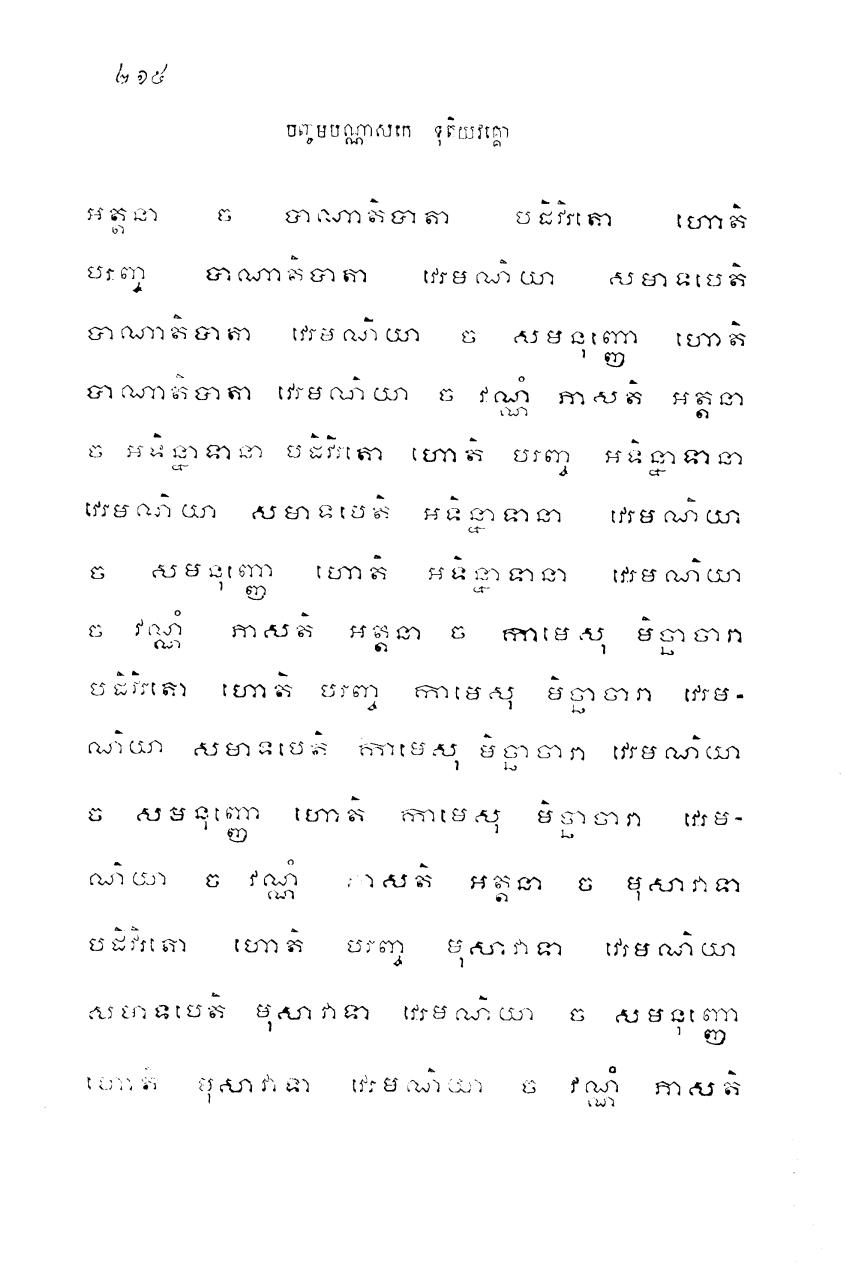 ២១៤
បញ្ចមបណ្ណាសកេ ទុតិយវគ្គោ
អត្ថនា ច បាណាតិបាតា បដិវិរតោ ហោតិ
បរញ្ច បាណាតិបាតា វេរមណិយា សមាទបេតិ
បាណាតិបាតា វេរមណិយា ច សមនុញ្ញោ ហោតិ
បាណាតិបាតា វេរមណិយា ច វណ្ណំ ភាសតិ អត្តនា
ច អទិន្នាទានា បដិវិរតោ ហោតិ បរញ្ច អទិន្នាទានា
វេរមណិយា សមាទបេតិ អទិន្នាទានា វេរមណិយា
ច សមនុញ្ញោ ហោតិ អទិន្នាទានា វេរមណិយា
ច វណ្ណំ ភាសតិ អត្តនា ច កាមេសុ មិច្ឆាចារា
បដិវិរតោ ហោតិ បរញ្ច កាមេសុ មិច្ឆាចារា វេរម-
ណិយា សមាទបេតិ កាមេសុ មិច្ឆាចារា វេរមណិយា
ច សមនុញ្ញោ ហោតិ កាមេសុ មិច្ឆាចារា វេរម-
ណិយា ច វណ្ណំ ភាសតិ អត្តនា ច មុសាវាទា
បដិវិរតោ ហោតិ បរញ្ច មុសាវាទា វេរមណិយា
សមាទបេតិ មុសាវាទា វេរមណិយា ច សមនុញ្ញោ
ហោតិ មុសាវាទា វេរមណិយា ច វណ្ណំ ភាសតិ